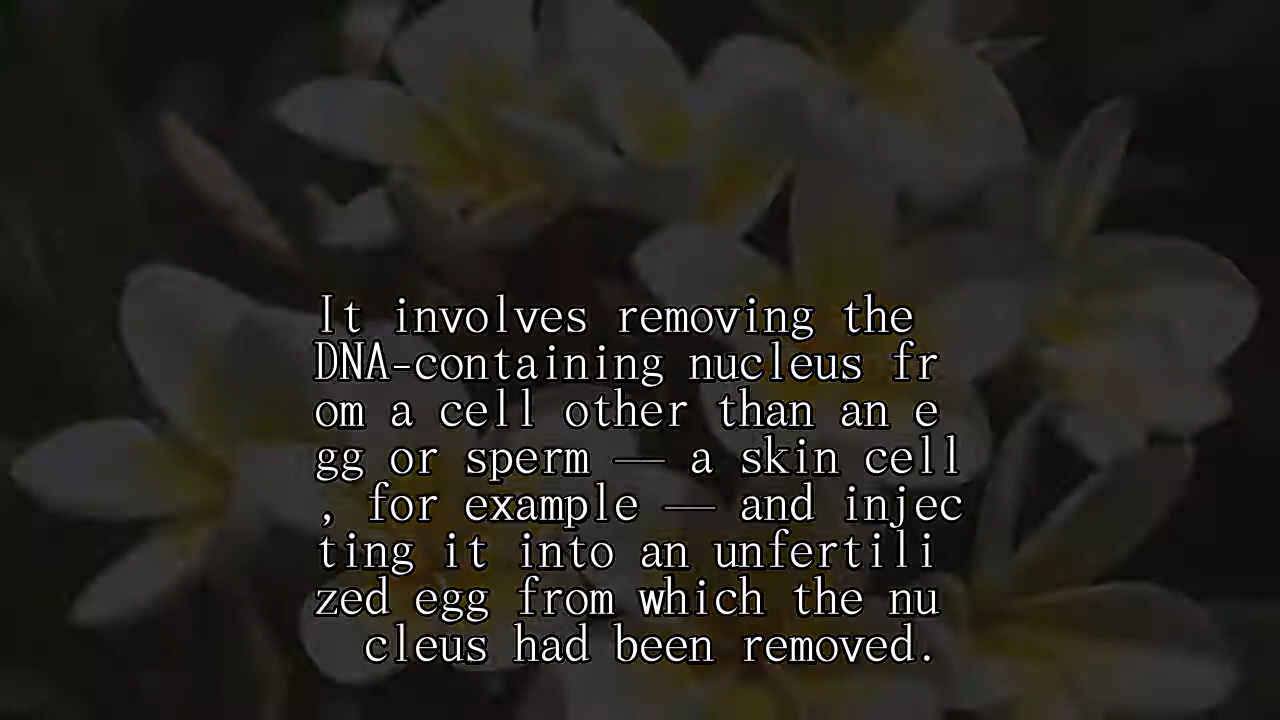 It involves removing the
DNA-containing nucleus fr
om a cell other than an e
gg or sperm — a skin cell
, for example — and injec
ting it into an unfertili
zed egg from which the nu
cleus had been removed.